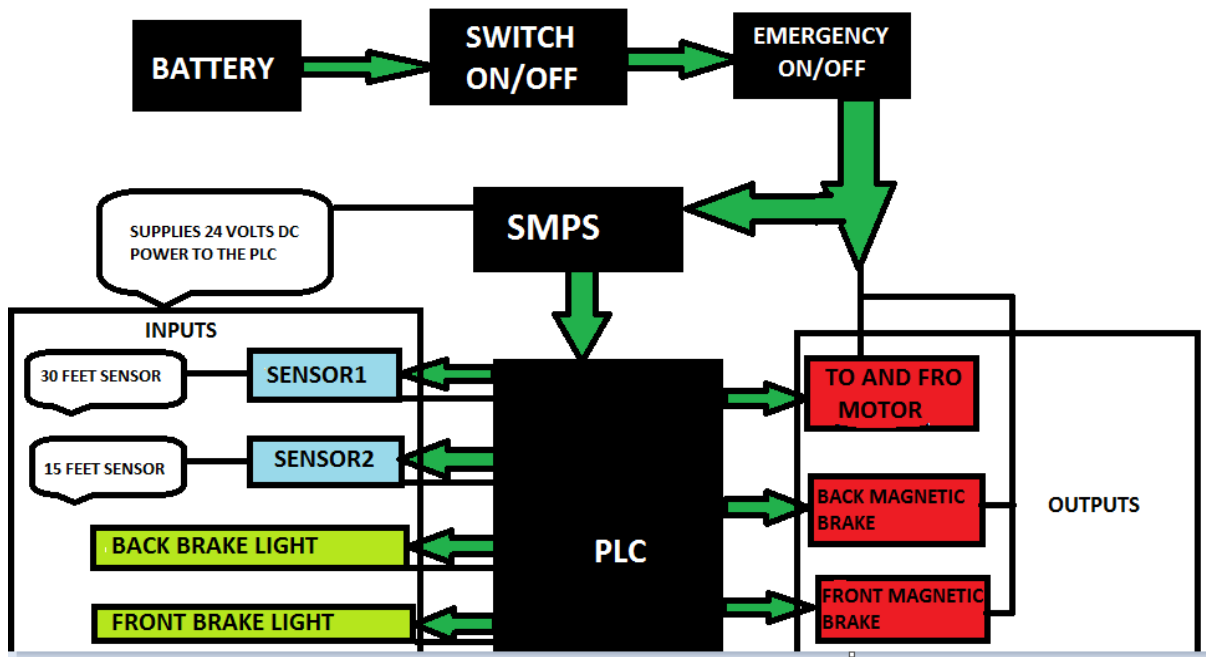 BATTERY
SWITCH
ON/OFF
EMERGENCY
ON/OFF
SUPPLIES 24 VOLTS DC
POWER TO THE PLC
SMPS
INPUTS
30 FEET SENSOR
SENSOR1
15 FEET SENSOR
SENSOR2
BACK BRAKE LIGHT
FRONT BRAKE LIGHT
PLC
TO AND FRO
MOTOR
BACK MAGNETIC
BRAKE
FRONT MAGNETIC
BRAKE
OUTPUTS